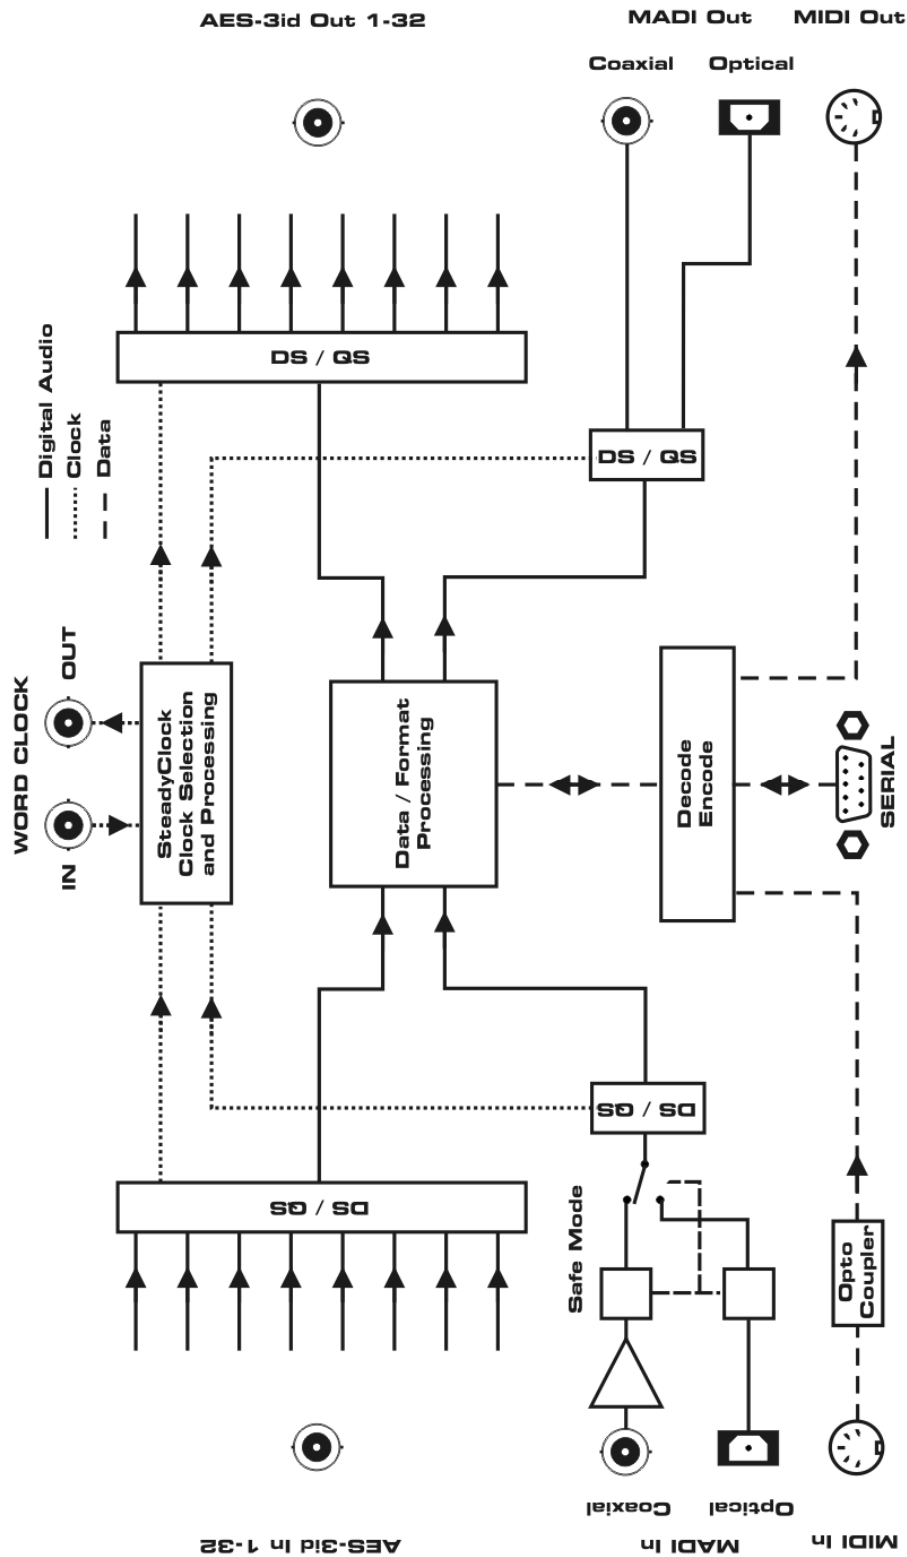 AES-3id Out 1-32
MADI Out
MIDI Out
Coaxial
Optical
DS / QS
Digital Audio
Clock
Data
DS / QS
WORD CLOCK
OUT
IN
SteadyClock
Clock Selection
and Processing
Data / Format
Processing
Decode
Encode
SERIAL
DS / QS
DS / QS
Safe Mode
Opto
Coupler
Coaxial
Optical
AES-3id In 1-32
MADI In
MIDI In